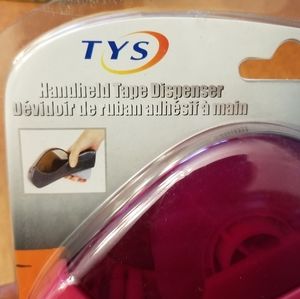 TYS
Handheld Tape Dispenser
Dévidoir de ruban adhésif à main